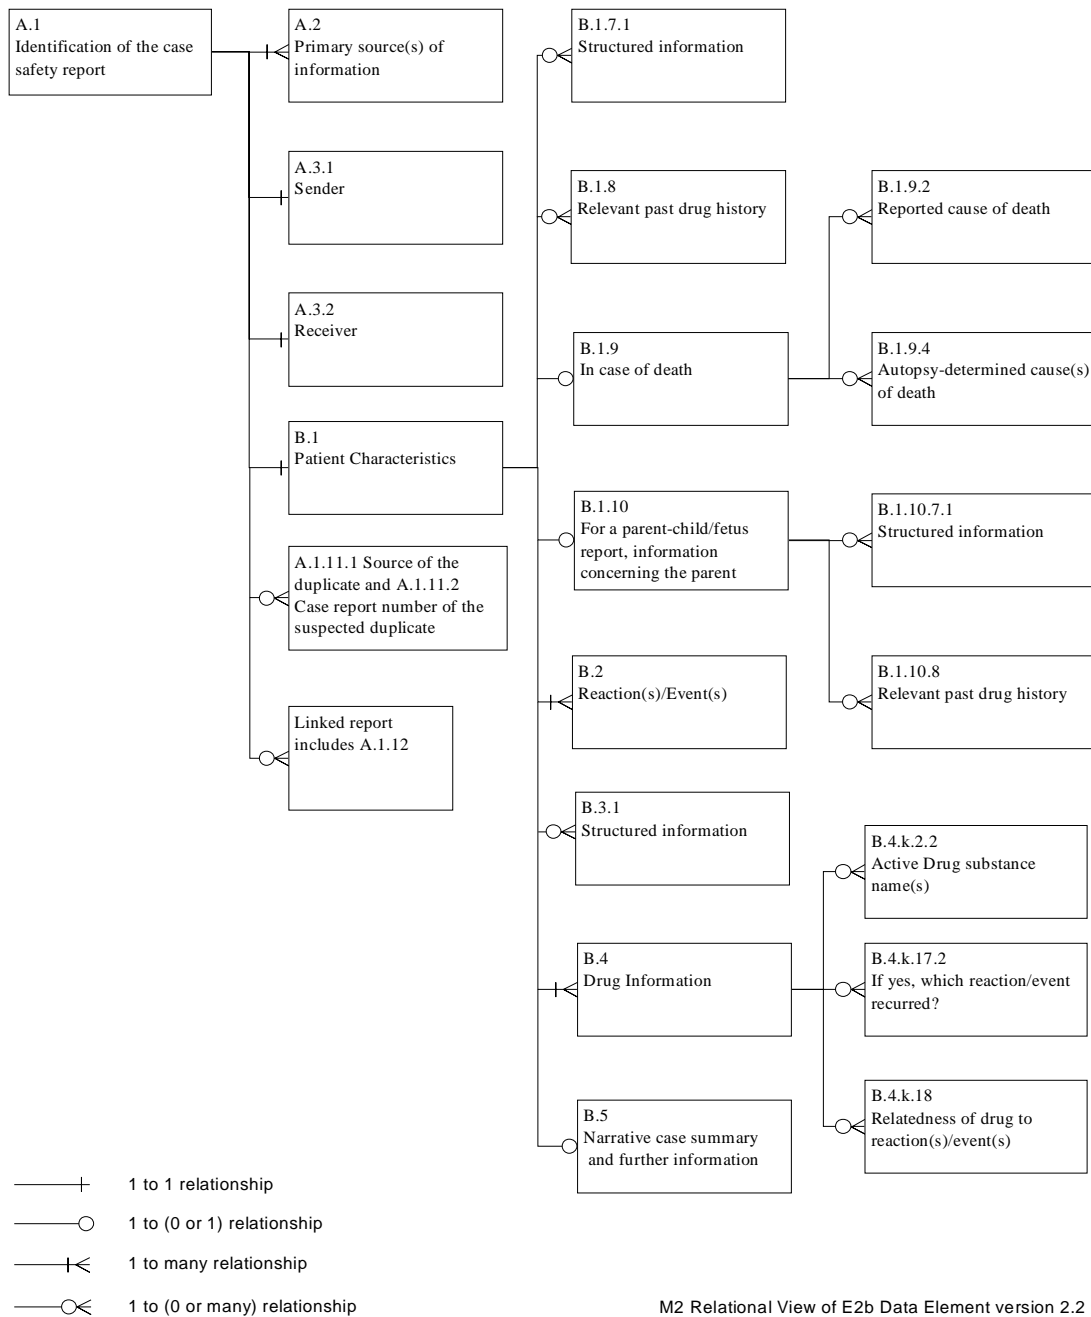 A.1
Identification of the case
safety report
A.2
Primary source(s) of
information
A.3.1
Sender
A.3.2
Receiver
B.1
Patient Characteristics
A.1.11.1 Source of the
duplicate and A.1.11.2
Case report number of the
suspected duplicate
Linked report
includes A.1.12
B.1.7.1
Structured information
B.1.8
Relevant past drug history
B.1.9
In case of death
B.1.10
For a parent-child/fetus
report, information
concerning the parent
B.2
Reaction(s)/Event(s)
B.3.1
Structured information
B.4
Drug Information
B.5
Narrative case summary
and further information
B.1.9.2
Reported cause of death
B.1.9.4
Autopsy-determined cause(s)
of death
B.1.10.7.1
Structured information
B.1.10.8
Relevant past drug history
B.4.k.2.2
Active Drug substance
name(s)
B.4.k.17.2
If yes, which reaction/event
recurred?
B.4.k.18
Relatedness of drug to
reaction(s)/event(s)
1 to 1 relationship
1 to (0 or 1) relationship
1 to many relationship
1 to (0 or many) relationship
M2 Relational View of E2b Data Element version 2.2